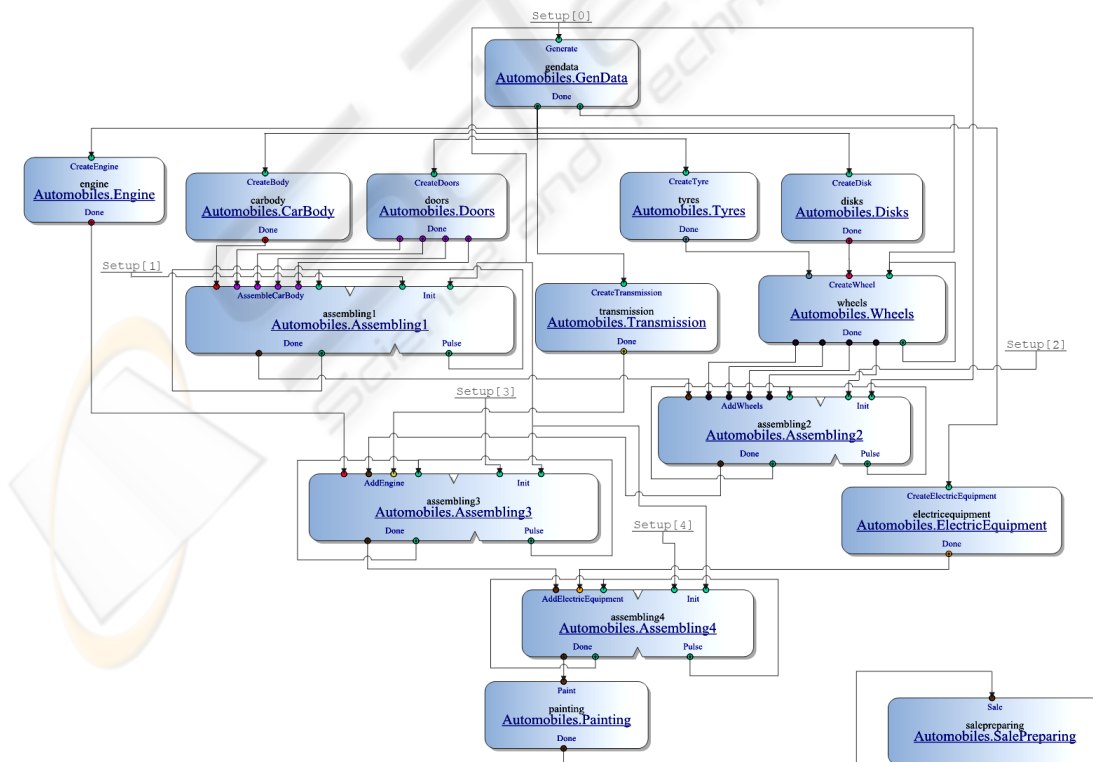 Setup[0]
Generate
gendata
Automobiles.GenData
Done
CreateEngine
engine
Automobiles.Engine
Done
CreateBody
carbody
Automobiles.CarBody
Done
CreateDoors
doors
Automobiles.Doors
Done
CreateTyre
tyres
Automobiles.Tyres
Done
CreateDisk
disks
Automobiles.Disks
Done
Setup[1]
AssembleCarBody
Init
assembling1
Automobiles.Assembling1
Done
Pulse
CreateTransmission
transmission
Automobiles.Transmission
Done
CreateWheel
wheels
Automobiles.Wheels
Done
Setup[2]
Setup[3]
AddWheels
Init
assembling2
Automobiles.Assembling2
Done
Pulse
AddEngine
Init
assembling3
Automobiles.Assembling3
Done
Pulse
CreateElectricEquipment
electricequipment
Automobiles.ElectricEquipment
Done
Setup[4]
AddElectricEquipment
Init
assembling4
Automobiles.Assembling4
Done
Pulse
Paint
painting
Automobiles.Painting
Done
Sale
salepreparing
Automobiles.SalePreparing
Science and Techn